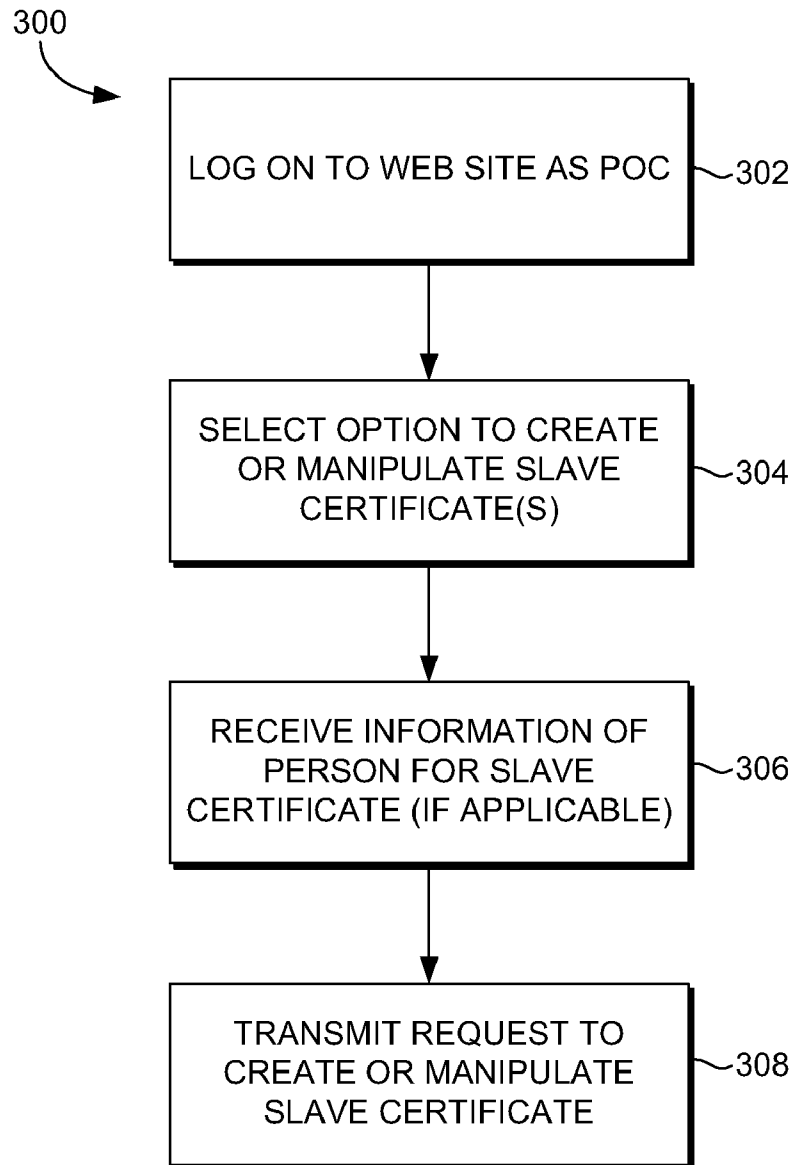 300
LOG ON TO WEB SITE AS POC
302
SELECT OPTION TO CREATE
OR MANIPULATE SLAVE
CERTIFICATE(S)
304
RECEIVE INFORMATION OF
PERSON FOR SLAVE
CERTIFICATE (IF APPLICABLE)
306
TRANSMIT REQUEST TO
CREATE OR MANIPULATE
SLAVE CERTIFICATE
308